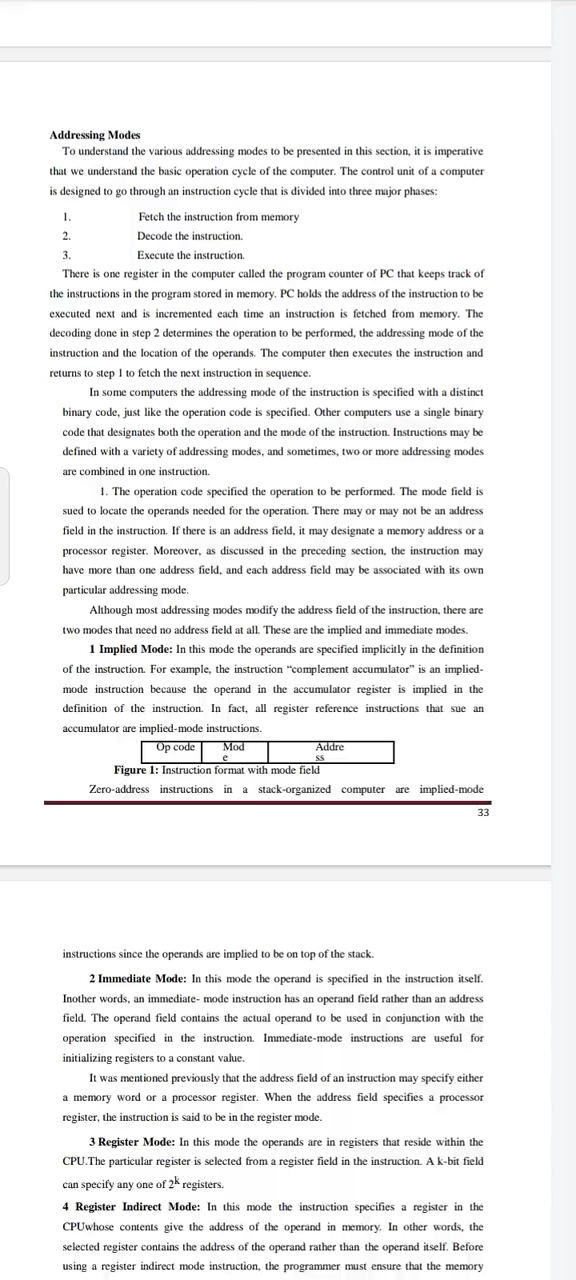 Addressing Modes
To understand the various addressing modes to be presented in this section, it is imperative
that we understand the basic operation cycle of the computer. The control unit of a computer
is designed to go through an instruction cycle that is divided into three major phases:
1. Fetch the instruction from memory
2. Decode the instruction.
3. Execute the instruction.
There is one register in the computer called the program counter of PC that keeps track of
the instructions in the program stored in memory. PC holds the address of the instruction to be
executed next and is incremented each time an instruction is fetched from memory. The
decoding done in step 2 determines the operation to be performed, the addressing mode of the
instruction and the location of the operands. The computer then executes the instruction and
returns to step 1 to fetch the next instruction in sequence.
In some computers the addressing mode of the instruction is specified with a distinct
binary code, just like the operation code is specified. Other computers use a single binary
code that designates both the operation and the mode of the instruction. Instructions may be
defined with a variety of addressing modes, and sometimes, two or more addressing modes
are combined in one instruction.
1. The operation code specified the operation to be performed. The mode field is
sued to locate the operands needed for the operation. There may or may not be an address
field in the instruction. If there is an address field, it may designate a memory address or a
processor register. Moreover, as discussed in the preceding section, the instruction may
have more than one address field, and each address field may be associated with its own
particular addressing mode.
Although most addressing modes modify the address field of the instruction, there are
two modes that need no address field at all. These are the implied and immediate modes.
1 Implied Mode: In this mode the operands are specified implicitly in the definition
of the instruction. For example, the instruction “complement accumulator” is an implied-
mode instruction because the operand in the accumulator register is implied in the
definition of the instruction. In fact, all register reference instructions that sue an
accumulator are implied-mode instructions.
Op code Mod Addre
e ss
Figure 1: Instruction format with mode field
Zero-address instructions in a stack-organized computer are implied-mode
33
instructions since the operands are implied to be on top of the stack.
2 Immediate Mode: In this mode the operand is specified in the instruction itself.
Inother words, an immediate- mode instruction has an operand field rather than an address
field. The operand field contains the actual operand to be used in conjunction with the
operation specified in the instruction. Immediate-mode instructions are useful for
initializing registers to a constant value.
It was mentioned previously that the address field of an instruction may specify either
a memory word or a processor register. When the address field specifies a processor
register, the instruction is said to be in the register mode.
3 Register Mode: In this mode the operands are in registers that reside within the
CPU.The particular register is selected from a register field in the instruction. A k-bit field
can specify any one of 2^k registers.
4 Register Indirect Mode: In this mode the instruction specifies a register in the
CPUwhose contents give the address of the operand in memory. In other words, the
selected register contains the address of the operand rather than the operand itself. Before
using a register indirect mode instruction, the programmer must ensure that the memory